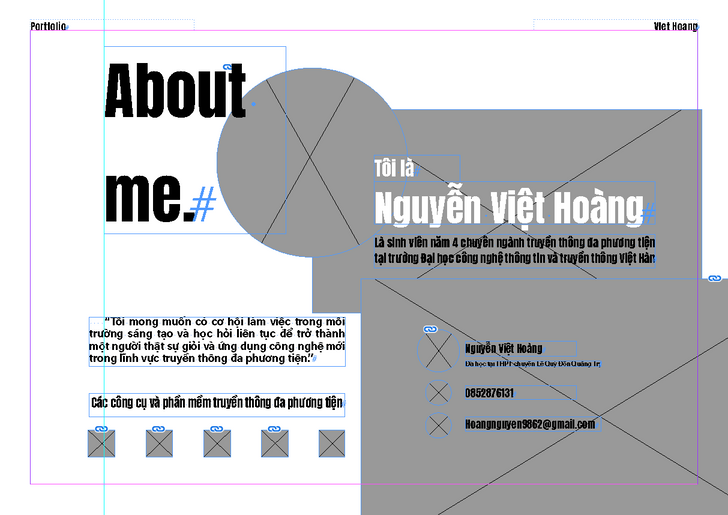 Portfolio
Viet Hoang
About
me.#
Tôi là
Nguyễn Việt Hoàng#
Là sinh viên năm 4 chuyên ngành truyền thông đa phương tiện
tại trường Đại học công nghệ thông tin và truyền thông Việt Hàn
“Tôi mong muốn có cơ hội làm việc trong môi
trường sáng tạo và học hỏi liên tục để trở thành
một người thật sự giỏi và ứng dụng công nghệ mới
trong lĩnh vực truyền thông đa phương tiện.”
Các công cụ và phần mềm truyền thông đa phương tiện
Nguyễn Việt Hoàng
Đã học tại THPT chuyên Lê Quý Đôn Quảng Trị
0852876131
Hoangnguyen9862@gmail.com